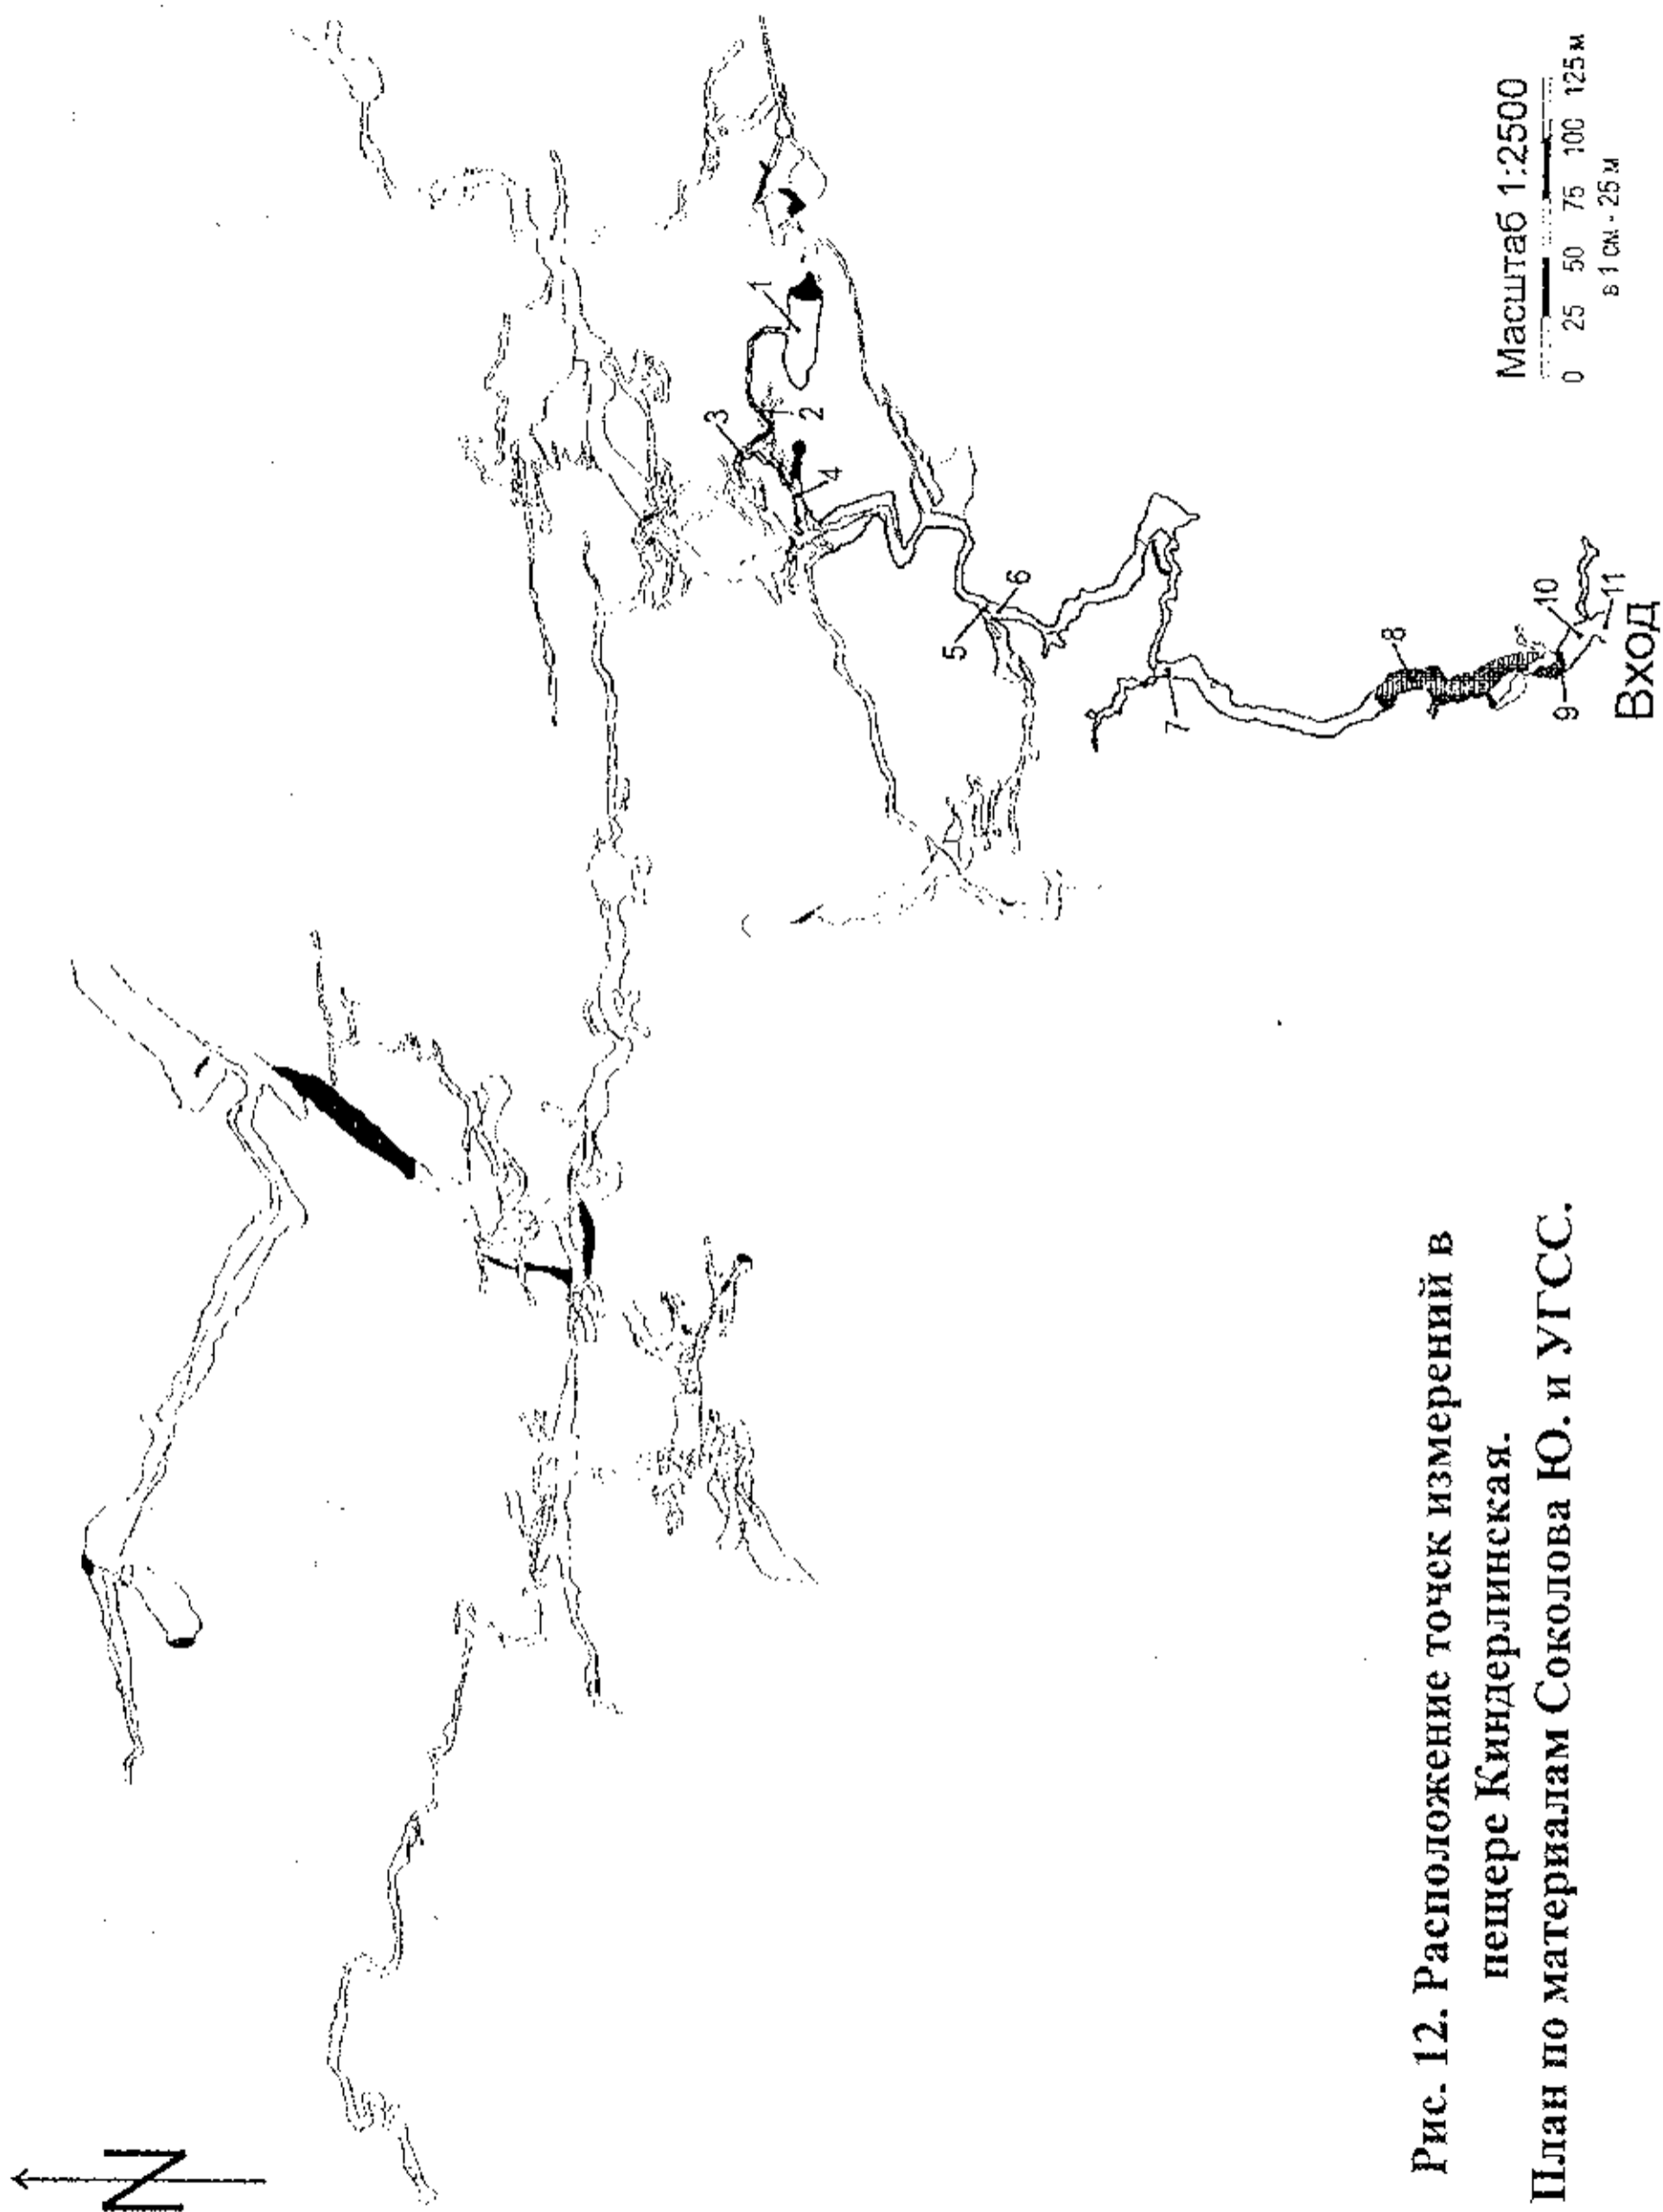 N
1
2
3
4
5
6
7
8
9
10
11
Вход
Масштаб 1:2500
0 25 50 75 100 125 м
в 1 см - 25 м
Рис. 12. Расположение точек измерений в
пещере Киндерлинская.
План по материалам Соколова Ю. и УГСС.